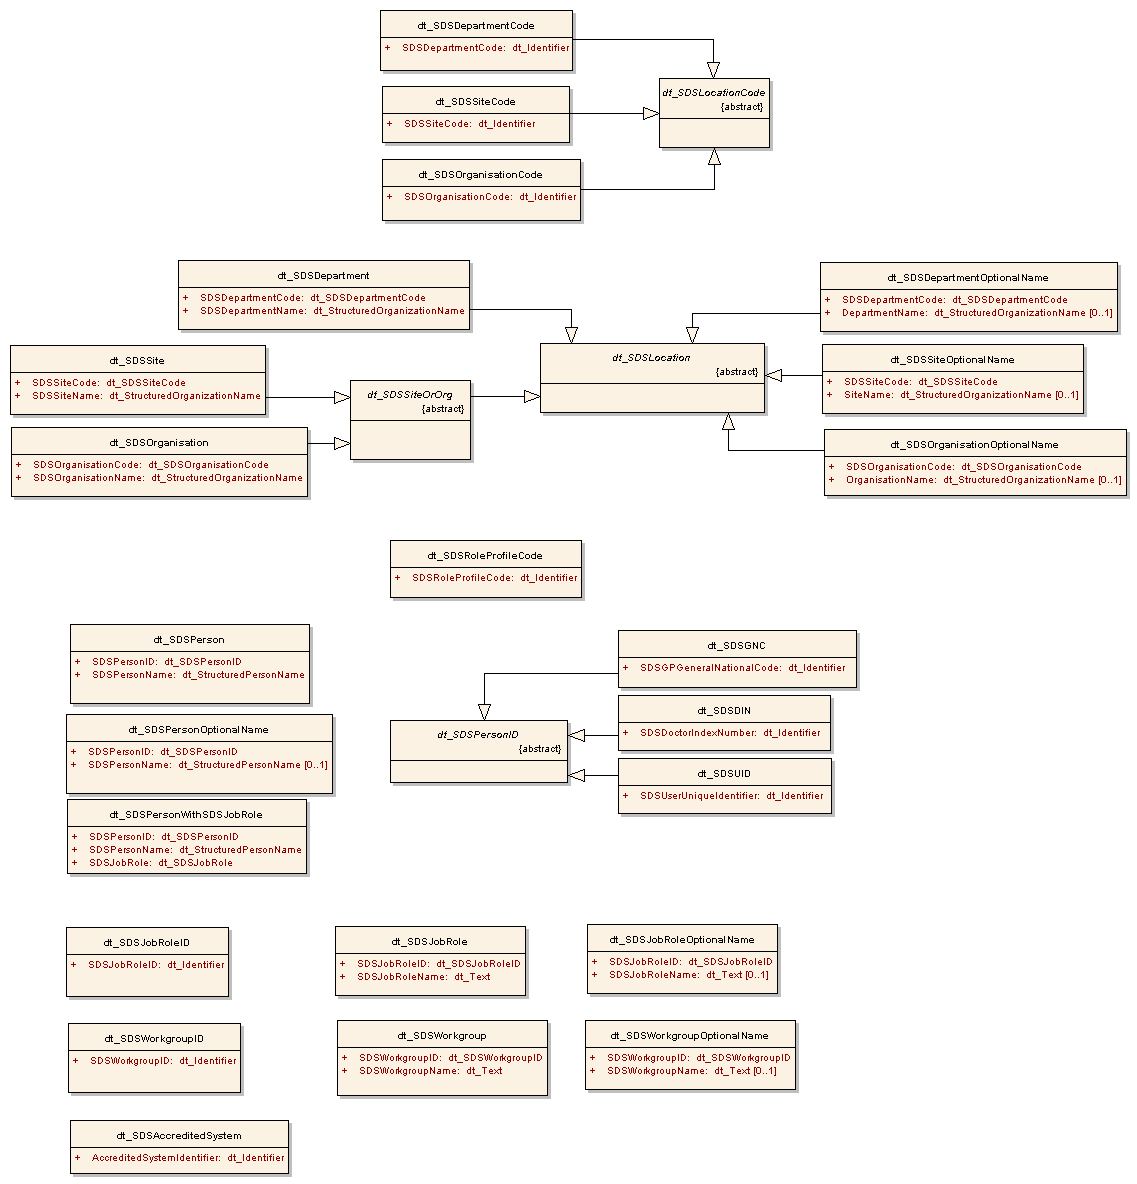 dt_SDSDepartmentCode
+ SDSDepartmentCode: dt_Identifier
dt_SDSLocationCode
{abstract}
dt_SDSSiteCode
+ SDSSiteCode: dt_Identifier
dt_SDSOrganisationCode
+ SDSOrganisationCode: dt_Identifier
dt_SDSDepartment
+ SDSDepartmentCode: dt_SDSDepartmentCode
+ SDSDepartmentName: dt_StructuredOrganizationName
dt_SDSDepartmentOptionalName
+ SDSDepartmentCode: dt_SDSDepartmentCode
+ DepartmentName: dt_StructuredOrganizationName [0..1]
dt_SDSSite
+ SDSSiteCode: dt_SDSSiteCode
+ SDSSiteName: dt_StructuredOrganizationName
dt_SDSSiteOrOrg
{abstract}
dt_SDSLocation
{abstract}
dt_SDSSiteOptionalName
+ SDSSiteCode: dt_SDSSiteCode
+ SiteName: dt_StructuredOrganizationName [0..1]
dt_SDSOrganisation
+ SDSOrganisationCode: dt_SDSOrganisationCode
+ SDSOrganisationName: dt_StructuredOrganizationName
dt_SDSOrganisationOptionalName
+ SDSOrganisationCode: dt_SDSOrganisationCode
+ OrganisationName: dt_StructuredOrganizationName [0..1]
dt_SDSRoleProfileCode
+ SDSRoleProfileCode: dt_Identifier
dt_SDSPerson
+ SDSPersonID: dt_SDSPersonID
+ SDSPersonName: dt_StructuredPersonName
dt_SDSGNC
+ SDSGPGeneralNationalCode: dt_Identifier
dt_SDSPersonOptionalName
+ SDSPersonID: dt_SDSPersonID
+ SDSPersonName: dt_StructuredPersonName [0..1]
dt_SDSPersonID
{abstract}
dt_SDSDIN
+ SDSDoctorIndexNumber: dt_Identifier
dt_SDSUID
+ SDSUserUniqueIdentifier: dt_Identifier
dt_SDSPersonWithSDSJobRole
+ SDSPersonID: dt_SDSPersonID
+ SDSPersonName: dt_StructuredPersonName
+ SDSJobRole: dt_SDSJobRole
dt_SDSJobRoleID
+ SDSJobRoleID: dt_Identifier
dt_SDSJobRole
+ SDSJobRoleID: dt_SDSJobRoleID
+ SDSJobRoleName: dt_Text
dt_SDSJobRoleOptionalName
+ SDSJobRoleID: dt_SDSJobRoleID
+ SDSJobRoleName: dt_Text [0..1]
dt_SDSWorkgroupID
+ SDSWorkgroupID: dt_Identifier
dt_SDSWorkgroup
+ SDSWorkgroupID: dt_SDSWorkgroupID
+ SDSWorkgroupName: dt_Text
dt_SDSWorkgroupOptionalName
+ SDSWorkgroupID: dt_SDSWorkgroupID
+ SDSWorkgroupName: dt_Text [0..1]
dt_SDSAccreditedSystem
+ AccreditedSystemIdentifier: dt_Identifier